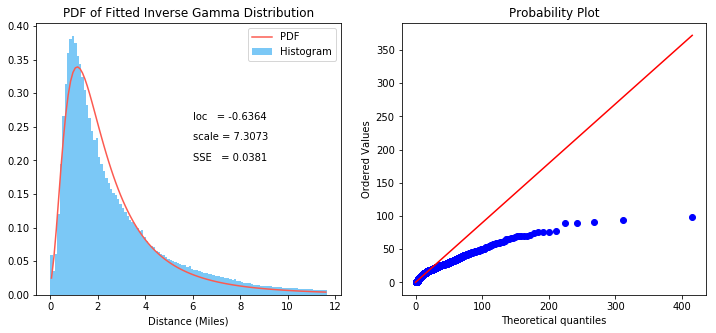 PDF of Fitted Inverse Gamma Distribution
0.40
0.35
0.30
0.25
0.20
0.15
0.10
0.05
0.00
PDF
Histogram
loc = -0.6364
scale = 7.3073
SSE = 0.0381
0 2 4 6 8 10 12
Distance (Miles)
Probability Plot
Ordered Values
350
300
250
200
150
100
50
0
0 100 200 300 400
Theoretical quantiles